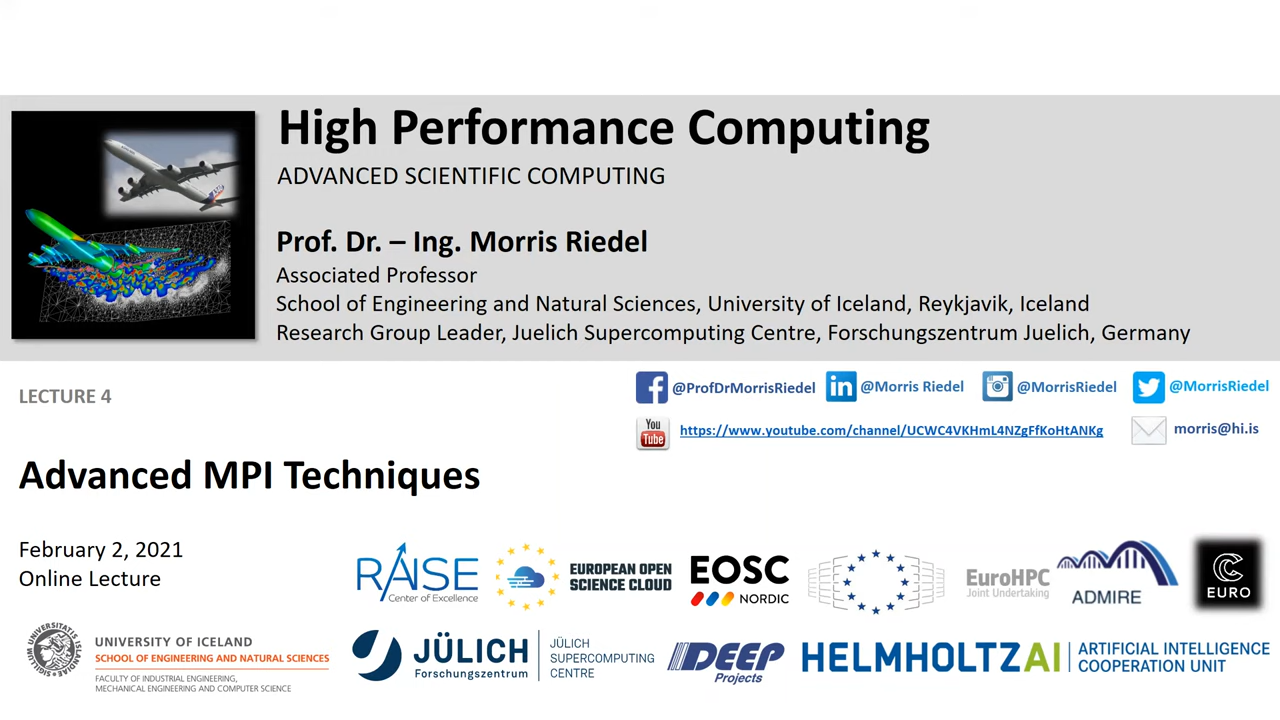 High Performance Computing
ADVANCED SCIENTIFIC COMPUTING
Prof. Dr. – Ing. Morris Riedel
Associated Professor
School of Engineering and Natural Sciences, University of Iceland, Reykjavik, Iceland
Research Group Leader, Juelich Supercomputing Centre, Forschungszentrum Juelich, Germany
LECTURE 4
@ProfDrMorrisRiedel
@Morris Riedel
@MorrisRiedel
@MorrisRiedel
You
Tube
https://www.youtube.com/channel/UCWC4VKHmL4NZgFfKoHtANKg
morris@hi.is
Advanced MPI Techniques
February 2, 2021
Online Lecture
RAISE
Center of Excellence
EUROPEAN OPEN
SCIENCE CLOUD
EOSC
NORDIC
EuroHPC
Joint Undertaking
ADMIRE
EURO
UNIVERSITY OF ICELAND
SCHOOL OF ENGINEERING AND NATURAL SCIENCES
FACULTY OF INDUSTRIAL ENGINEERING,
MECHANICAL ENGINEERING AND COMPUTER SCIENCE
JÜLICH
Forschungszentrum
JÜLICH
SUPERCOMPUTING
CENTRE
DEEP
Projects
HELMHOLTZAI
ARTIFICIAL INTELLIGENCE
COOPERATION UNIT